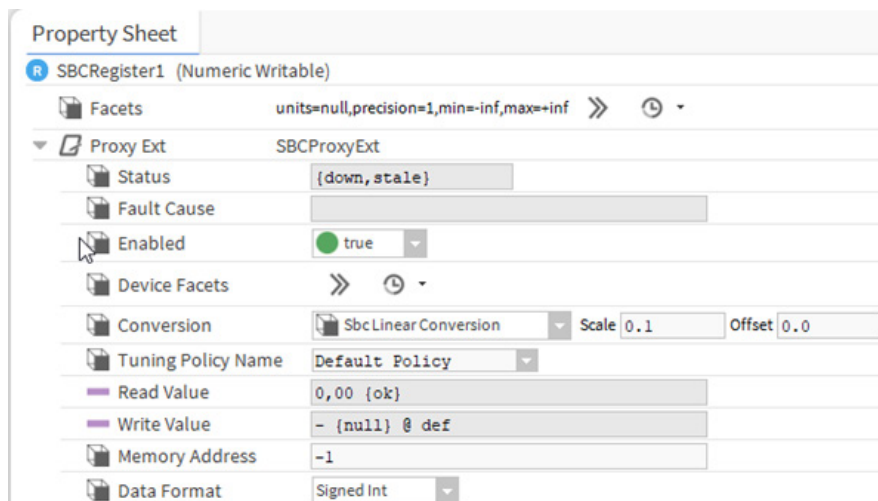 Property Sheet
R SBCRegister1 (Numeric Writable)
Facets units=null,precision=1,min=-inf,max=+inf
Proxy Ext SBCProxyExt
Status {down,stale}
Fault Cause
Enabled true
Device Facets
Conversion Sbc Linear Conversion Scale 0.1 Offset 0.0
Tuning Policy Name Default Policy
Read Value 0,00 {ok}
Write Value - {null} @ def
Memory Address -1
Data Format Signed Int